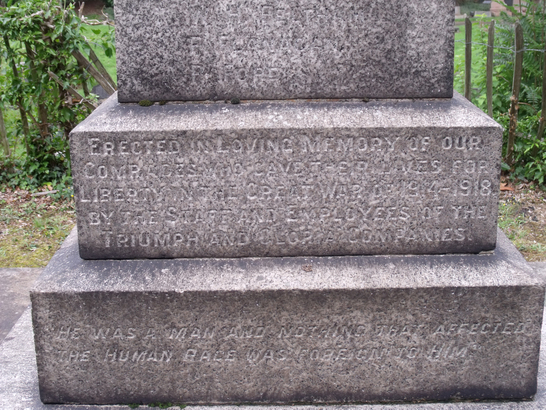 ERECTED IN LOVING MEMORY OF OUR
COMRADES WHO GAVE THEIR LIVES FOR
LIBERTY IN THE GREAT WAR OF 1914-1918
BY THE STAFF AND EMPLOYEES OF THE
TRIUMPH AND GLORIA COMPANIES
"HE WAS A MAN AND NOTHING THAT AFFECTED
THE HUMAN RACE WAS FOREIGN TO HIM"